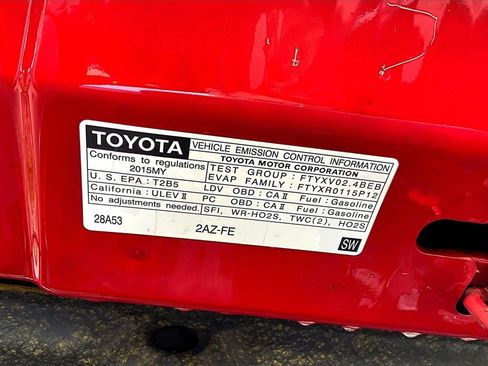 TOYOTA VEHICLE EMISSION CONTROL INFORMATION
Conforms to regulations TOYOTA MOTOR CORPORATION
2015MY TEST GROUP : FTYXV02.4BEB
EVAP FAMILY : FTYXR0115P12
U.S. EPA : T2B5 LDV OBD : CA II Fuel : Gasoline
California : ULEV II PC OBD : CA II Fuel : Gasoline
No adjustments needed. SFI, WR-HO2S, TWC(2), HO2S
28A53 2AZ-FE
SW